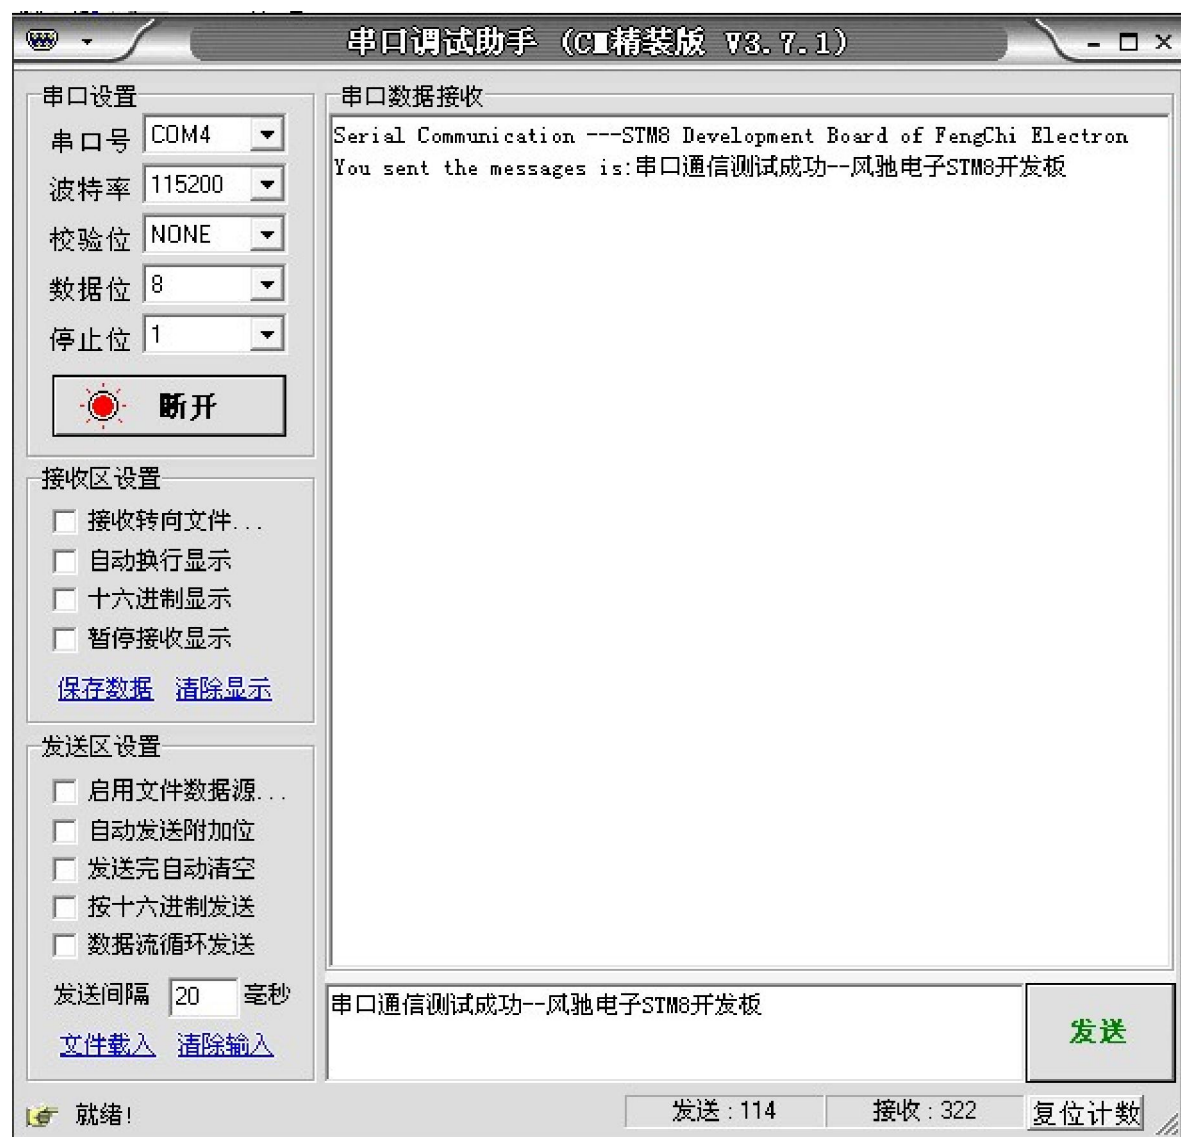 串口调试助手 (CM精装版 V3.7.1)
串口设置
串口号 COM4
波特率 115200
校验位 NONE
数据位 8
停止位 1
断开
接收区设置
接收转向文件...
自动换行显示
十六进制显示
暂停接收显示
保存数据 清除显示
发送区设置
启用文件数据源...
自动发送附加位
发送完自动清空
按十六进制发送
数据流循环发送
发送间隔 20 毫秒
文件载入 清除输入
串口数据接收
Serial Communication ---STM8 Development Board of FengChi Electron
You sent the messages is:串口通信测试成功--风驰电子STM8开发板
串口通信测试成功--风驰电子STM8开发板
发送
就绪!
发送:114
接收:322
复位计数